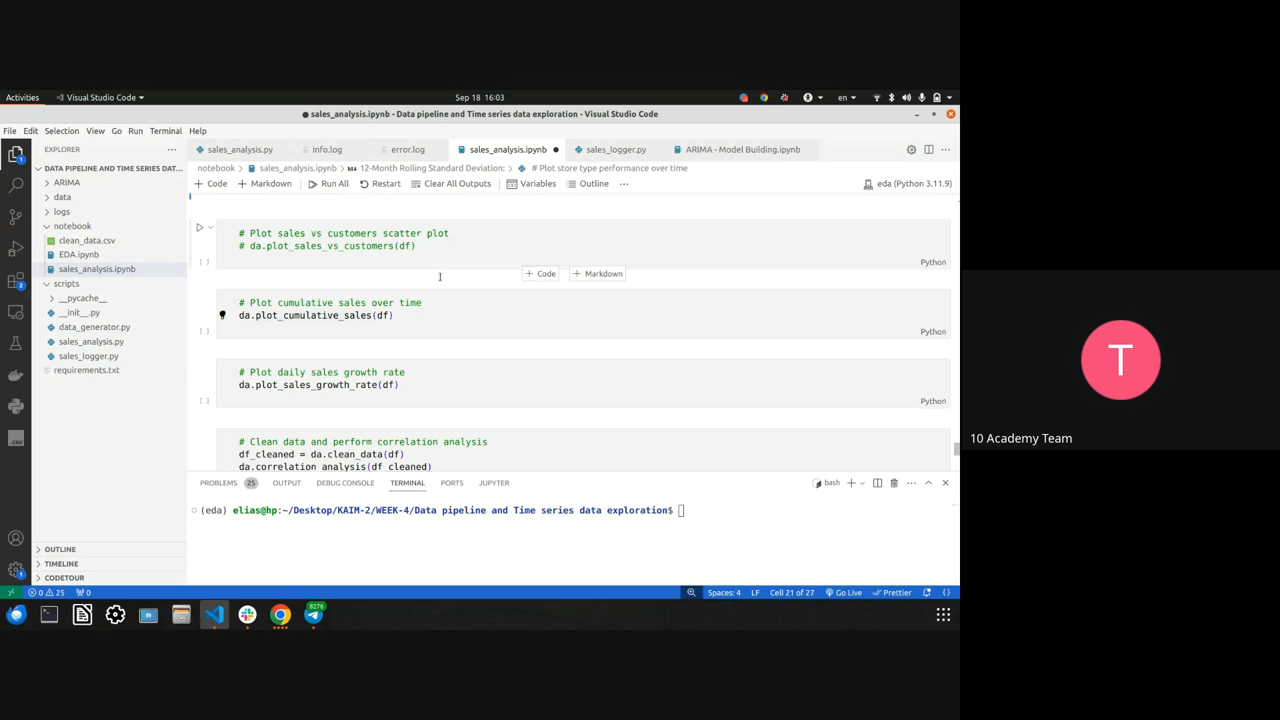 Activities
Visual Studio Code
Sep 18 16:03
en
● sales_analysis.ipynb - Data pipeline and Time series data exploration - Visual Studio Code
File Edit Selection View Go Run Terminal Help
EXPLORER
sales_analysis.py
info.log
error.log
sales_analysis.ipynb ●
sales_logger.py
ARIMA - Model Building.ipynb
DATA PIPELINE AND TIME SERIES DAT...
ARIMA
data
logs
notebook
clean_data.csv
EDA.ipynb
sales_analysis.ipynb
scripts
__pycache__
__init__.py
data_generator.py
sales_analysis.py
sales_logger.py
requirements.txt
OUTLINE
TIMELINE
CODETOUR
notebook > sales_analysis.ipynb > M↓ 12-Month Rolling Standard Deviation: > # Plot store type performance over time
+ Code + Markdown Run All Restart Clear All Outputs Variables Outline ...
eda (Python 3.11.9)
# Plot sales vs customers scatter plot
# da.plot_sales_vs_customers(df)
[ ]
Python
+ Code + Markdown
# Plot cumulative sales over time
da.plot_cumulative_sales(df)
[ ]
Python
# Plot daily sales growth rate
da.plot_sales_growth_rate(df)
[ ]
Python
# Clean data and perform correlation analysis
df_cleaned = da.clean_data(df)
da.correlation_analysis(df_cleaned)
PROBLEMS 25 OUTPUT DEBUG CONSOLE TERMINAL PORTS JUPYTER
bash
(eda) elias@hp:~/Desktop/KAIM-2/WEEK-4/Data pipeline and Time series data exploration$
0 25 0
Spaces: 4 LF Cell 21 of 27 Go Live Prettier
8276
T
10 Academy Team